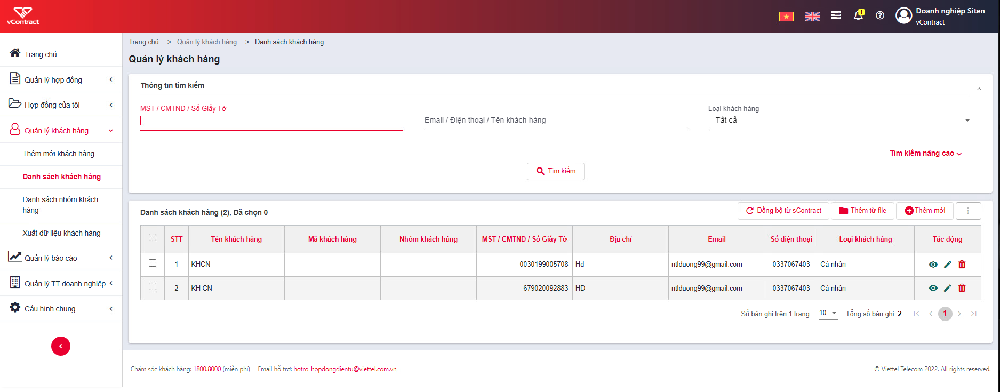 vContract
1
Doanh nghiệp Siten
vContract
Trang chủ
Quản lý hợp đồng
Hợp đồng của tôi
Quản lý khách hàng
Thêm mới khách hàng
Danh sách khách hàng
Danh sách nhóm khách
hàng
Xuất dữ liệu khách hàng
Quản lý báo cáo
Quản lý TT doanh nghiệp
Cấu hình chung
Trang chủ > Quản lý khách hàng > Danh sách khách hàng
Quản lý khách hàng
Thông tin tìm kiếm
MST / CMTND / Số Giấy Tờ
Email / Điện thoại / Tên khách hàng
Loại khách hàng
-- Tất cả --
Tìm kiếm nâng cao
Tìm kiếm
Danh sách khách hàng (2), Đã chọn 0
Đồng bộ từ sContract
Thêm từ file
Thêm mới
STT Tên khách hàng Mã khách hàng Nhóm khách hàng MST / CMTND / Số Giấy Tờ Địa chỉ Email Số điện thoại Loại khách hàng Tác động
1 KHCN 0030199005708 Hd ntlduong99@gmail.com 0337067403 Cá nhân
2 KH CN 679020092883 HD ntlduong99@gmail.com 0337067403 Cá nhân
Số bản ghi trên 1 trang: 10 Tổng số bản ghi: 2 1
Chăm sóc khách hàng: 1800.8000 (miễn phí) Email hỗ trợ: hotro_hopdongdientu@viettel.com.vn
© Viettel Telecom 2022. All rights reserved.